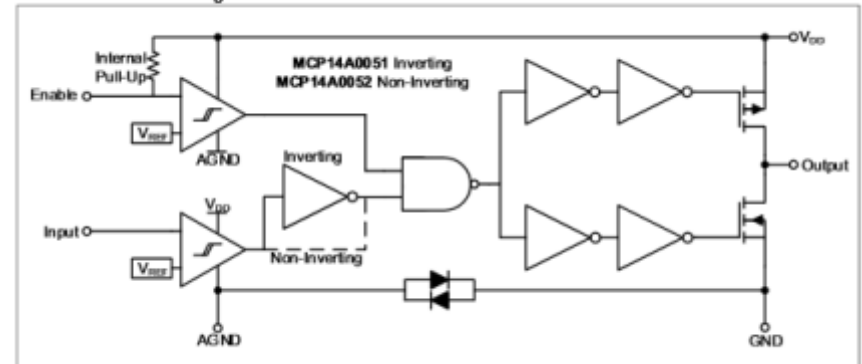 Internal
Pull-Up
Enable
VREF
AGND
MCP14A0051 Inverting
MCP14A0052 Non-Inverting
VDD
Inverting
VDD
Input
VREF
Non-Inverting
Output
AGND
GND